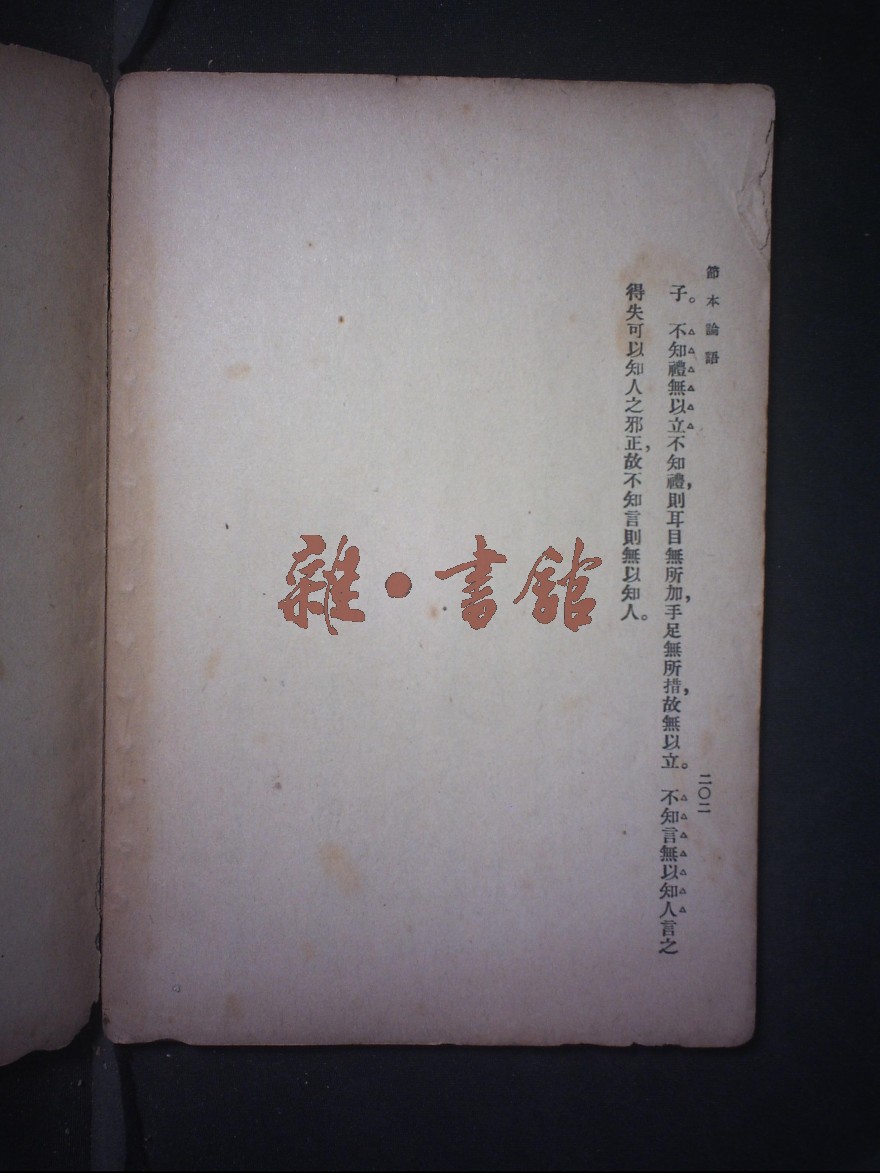 節本論語
二〇二
子。　不知禮無以立不知禮，則耳目無所加，手足無所措，故無以立。　不知言無以知人言之
得失可以知人之邪正，故不知言則無以知人。
雜·書館